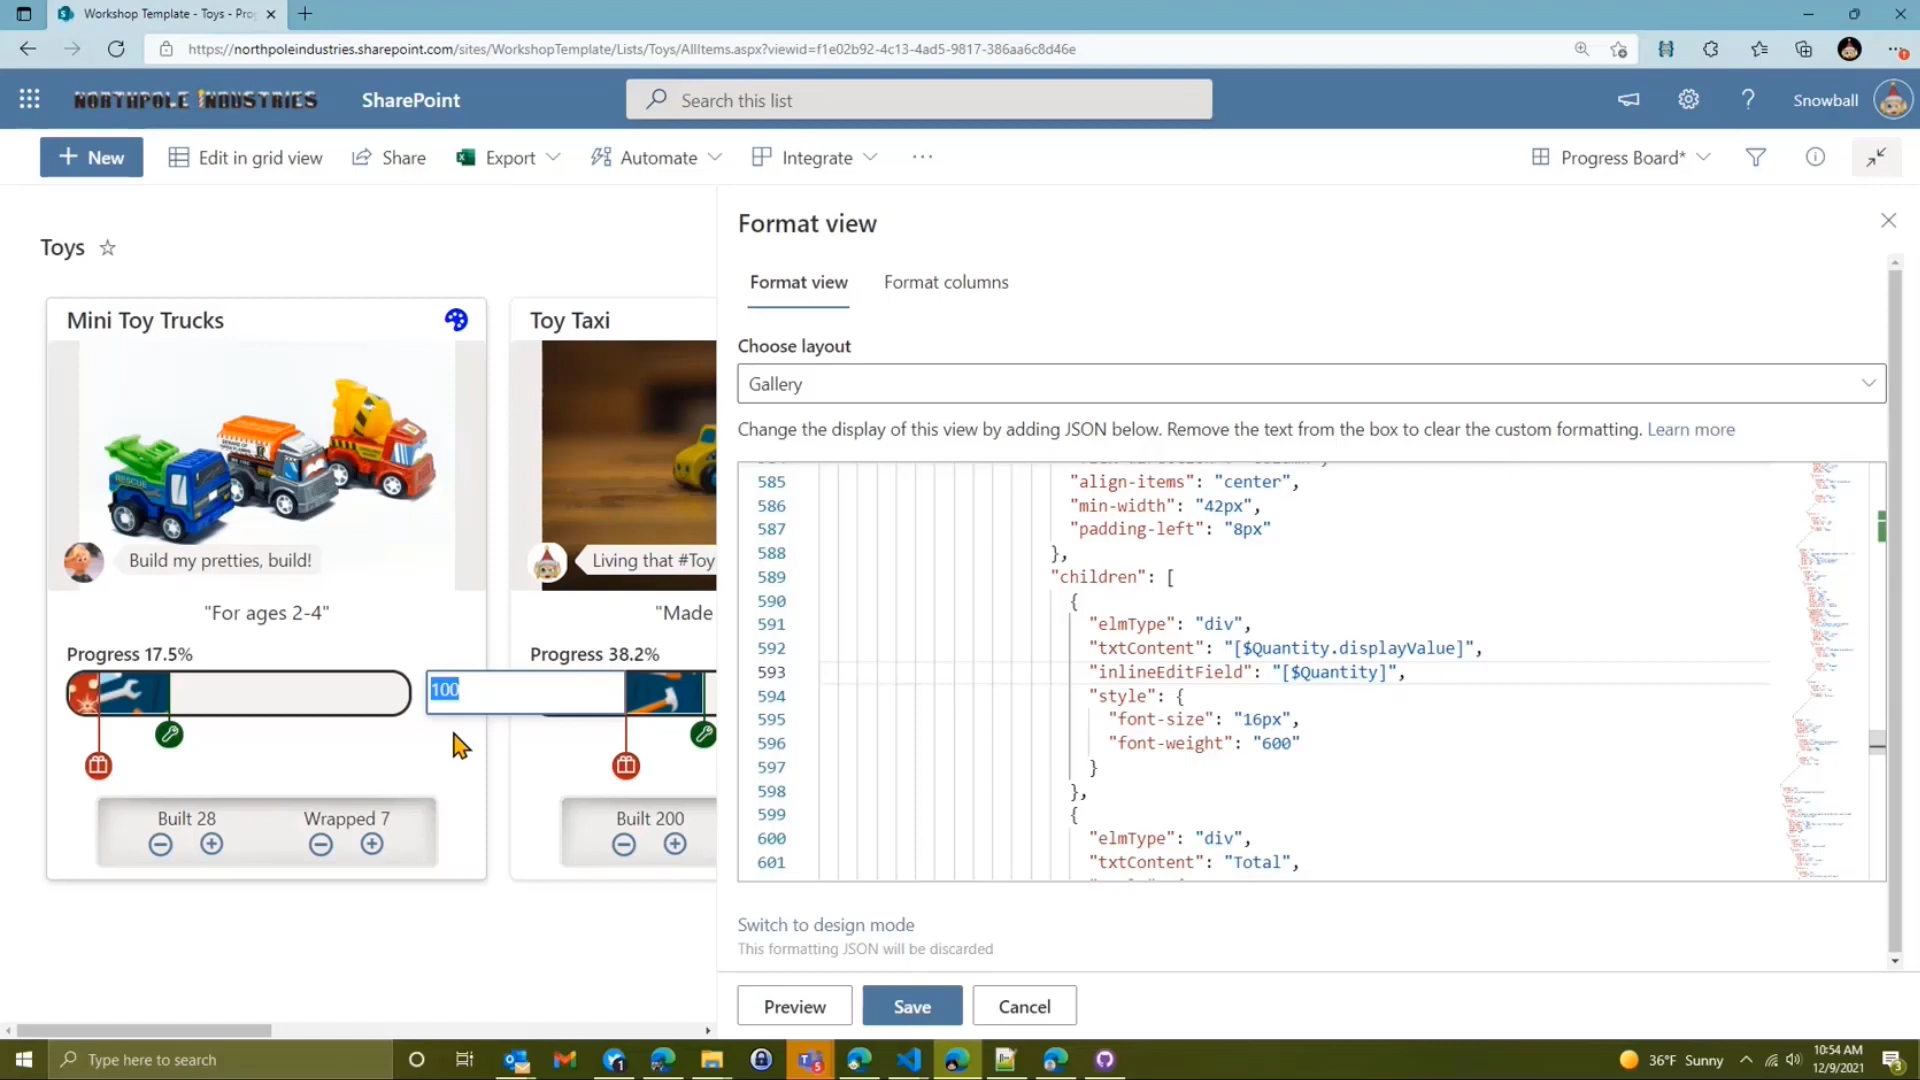 Workshop Template - Toys - Pro
https://northpoleindustries.sharepoint.com/sites/WorkshopTemplate/Lists/Toys/AllItems.aspx?viewid=f1e02b92-4c13-4ad5-9817-386aa6c8d46e
NORTHPOLE INDUSTRIES
SharePoint
Search this list
Snowball
New
Edit in grid view
Share
Export
Automate
Integrate
Progress Board*
Toys
Mini Toy Trucks
RESCUE
Build my pretties, build!
"For ages 2-4"
Progress 17.5%
100
Built 28
Wrapped 7
Toy Taxi
Living that #Toy
"Made
Progress 38.2%
Built 200
Format view
Format view
Format columns
Choose layout
Gallery
Change the display of this view by adding JSON below. Remove the text from the box to clear the custom formatting. Learn more
585 "align-items": "center",
586 "min-width": "42px",
587 "padding-left": "8px"
588 },
589 "children": [
590 {
591 "elmType": "div",
592 "txtContent": "[$Quantity.displayValue]",
593 "inlineEditField": "[$Quantity]",
594 "style": {
595 "font-size": "16px",
596 "font-weight": "600"
597 }
598 },
599 {
600 "elmType": "div",
601 "txtContent": "Total",
Switch to design mode
This formatting JSON will be discarded
Preview
Save
Cancel
Type here to search
36°F Sunny
10:54 AM
12/9/2021